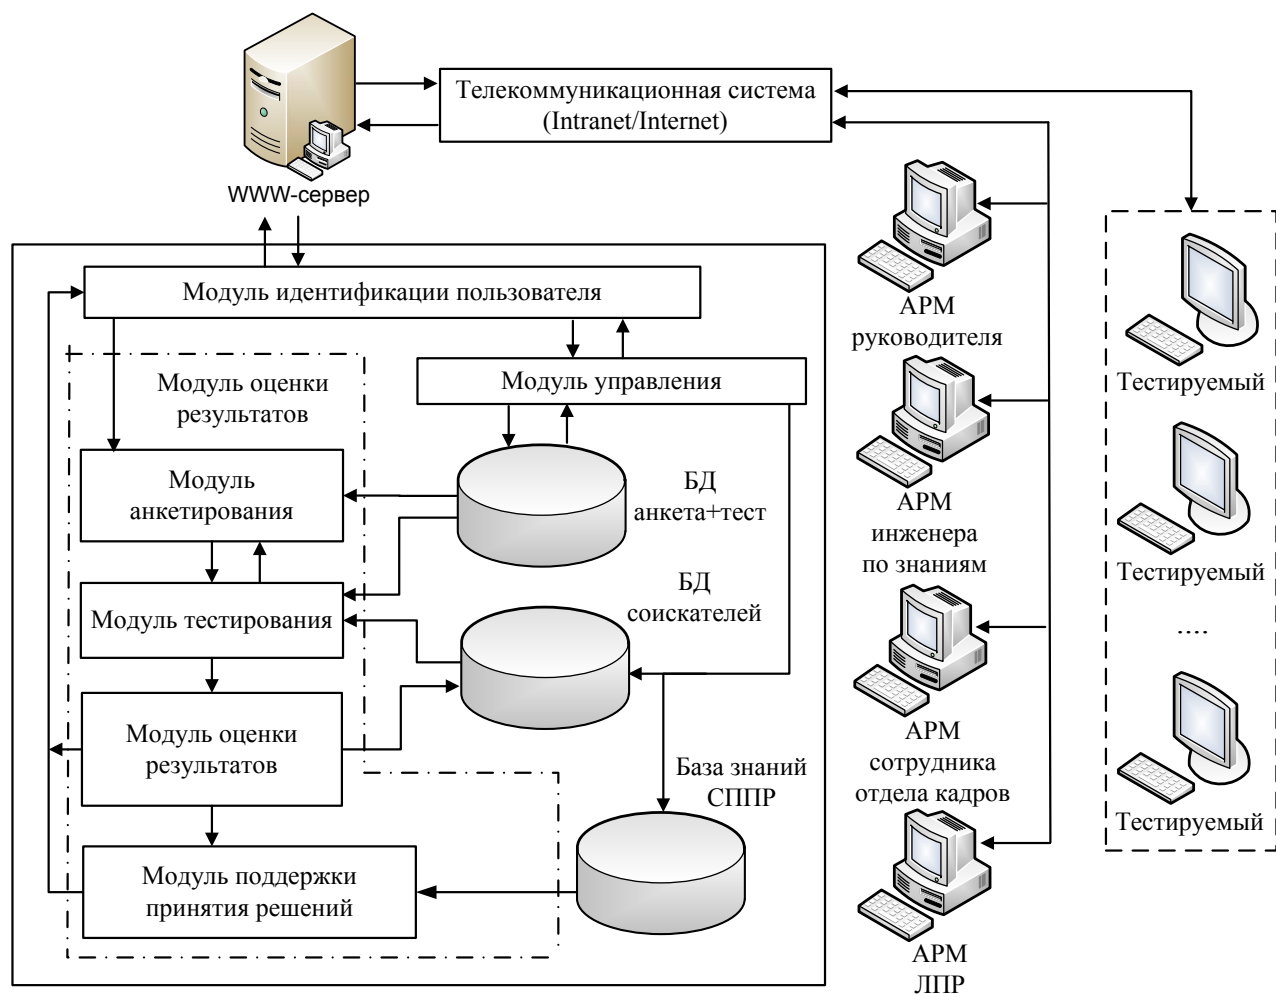 Телекоммуникационная система
(Intranet/Internet)
WWW-сервер
Модуль идентификации пользователя
Модуль управления
Модуль оценки
результатов
Модуль
анкетирования
БД
анкета+тест
Модуль тестирования
БД
соискателей
Модуль оценки
результатов
База знаний
СППР
Модуль поддержки
принятия решений
АРМ
руководителя
АРМ
инженера
по знаниям
АРМ
сотрудника
отдела кадров
АРМ
ЛПР
Тестируемый
Тестируемый
....
Тестируемый